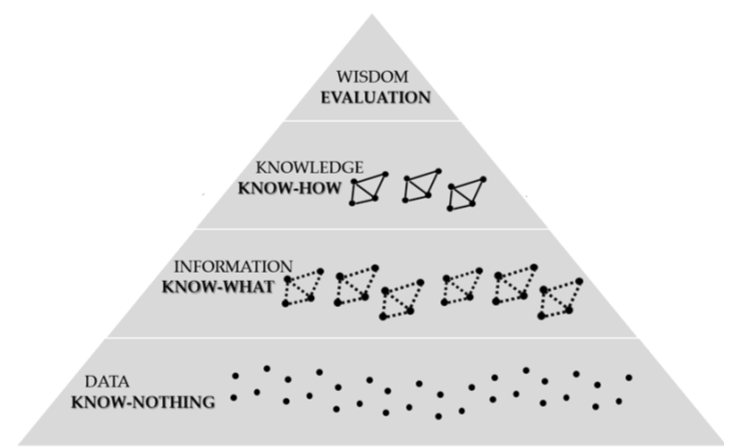 WISDOM
EVALUATION
KNOWLEDGE
KNOW-HOW
INFORMATION
KNOW-WHAT
DATA
KNOW-NOTHING